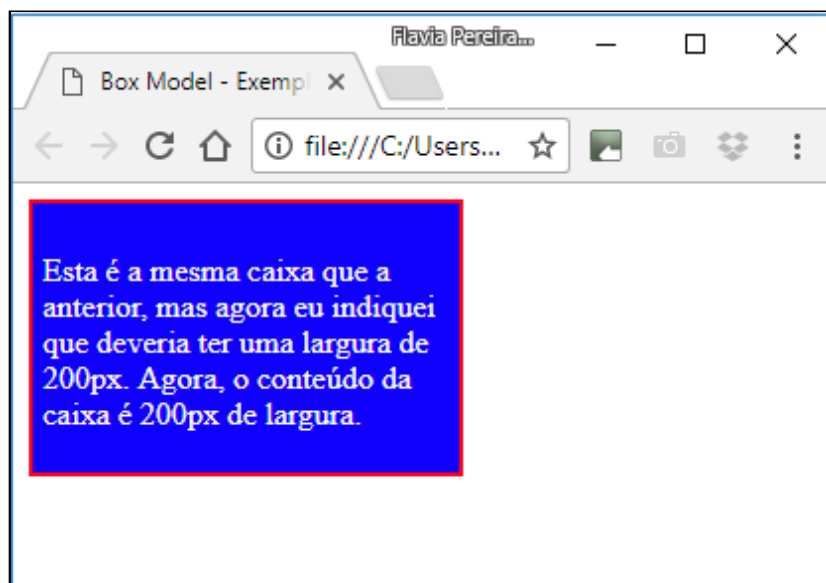 Flavia Pereira...
Box Model - Exempl
file:///C:/Users...
Esta é a mesma caixa que a
anterior, mas agora eu indiquei
que deveria ter uma largura de
200px. Agora, o conteúdo da
caixa é 200px de largura.